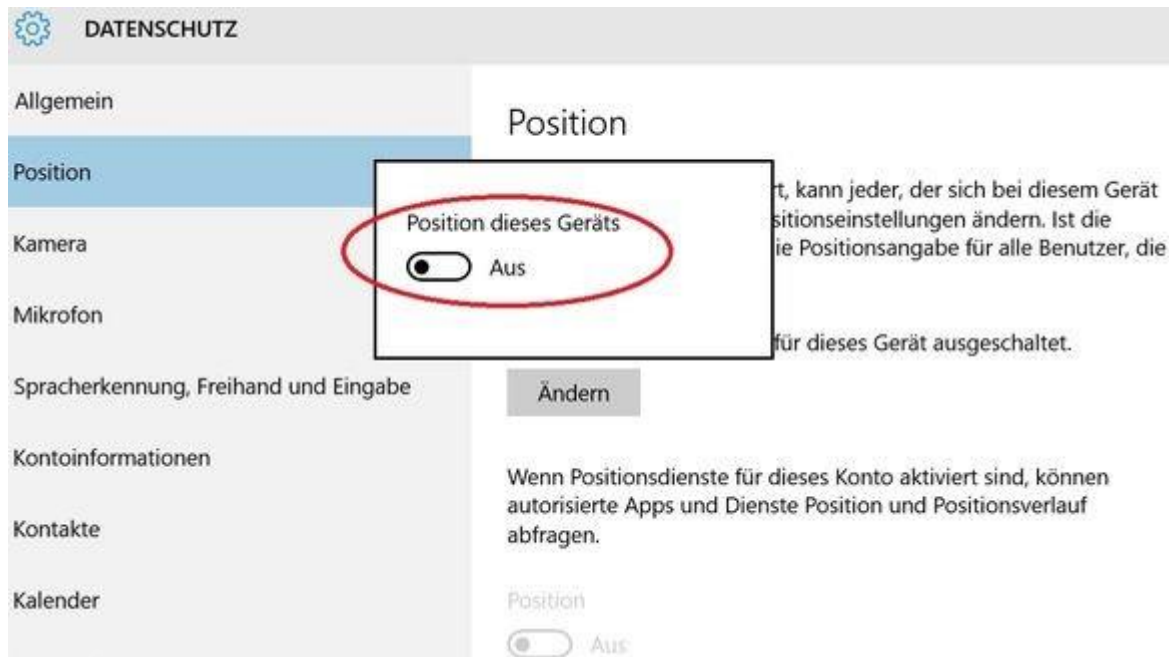 DATENSCHUTZ
Allgemein
Position
Kamera
Mikrofon
Spracherkennung, Freihand und Eingabe
Kontoinformationen
Kontakte
Kalender
Position
t, kann jeder, der sich bei diesem Gerät
sitionseinstellungen ändern. Ist die
ie Positionsangabe für alle Benutzer, die
Position dieses Geräts
Aus
für dieses Gerät ausgeschaltet.
Ändern
Wenn Positionsdienste für dieses Konto aktiviert sind, können
autorisierte Apps und Dienste Position und Positionsverlauf
abfragen.
Position
Aus